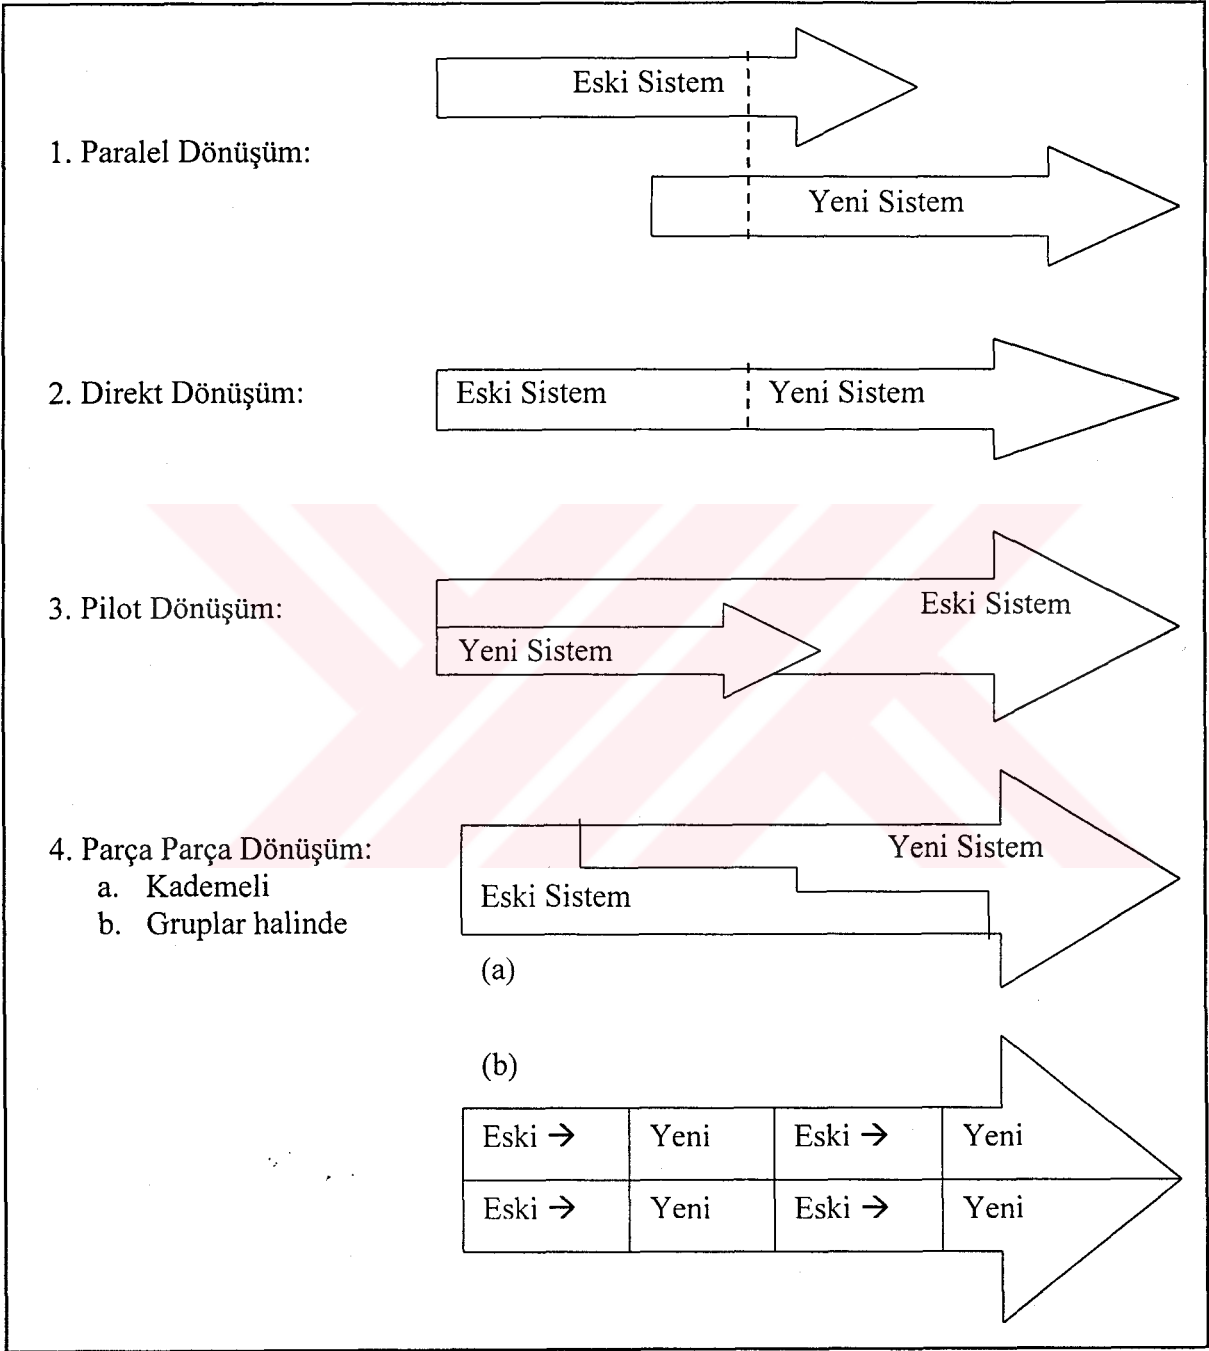 Eski Sistem
1. Paralel Dönüşüm:
Yeni Sistem
2. Direkt Dönüşüm:
Eski Sistem
Yeni Sistem
3. Pilot Dönüşüm:
Eski Sistem
Yeni Sistem
4. Parça Parça Dönüşüm:
a. Kademeli
b. Gruplar halinde
Yeni Sistem
Eski Sistem
(a)
(b)
Eski → Yeni Eski → Yeni
Eski → Yeni Eski → Yeni